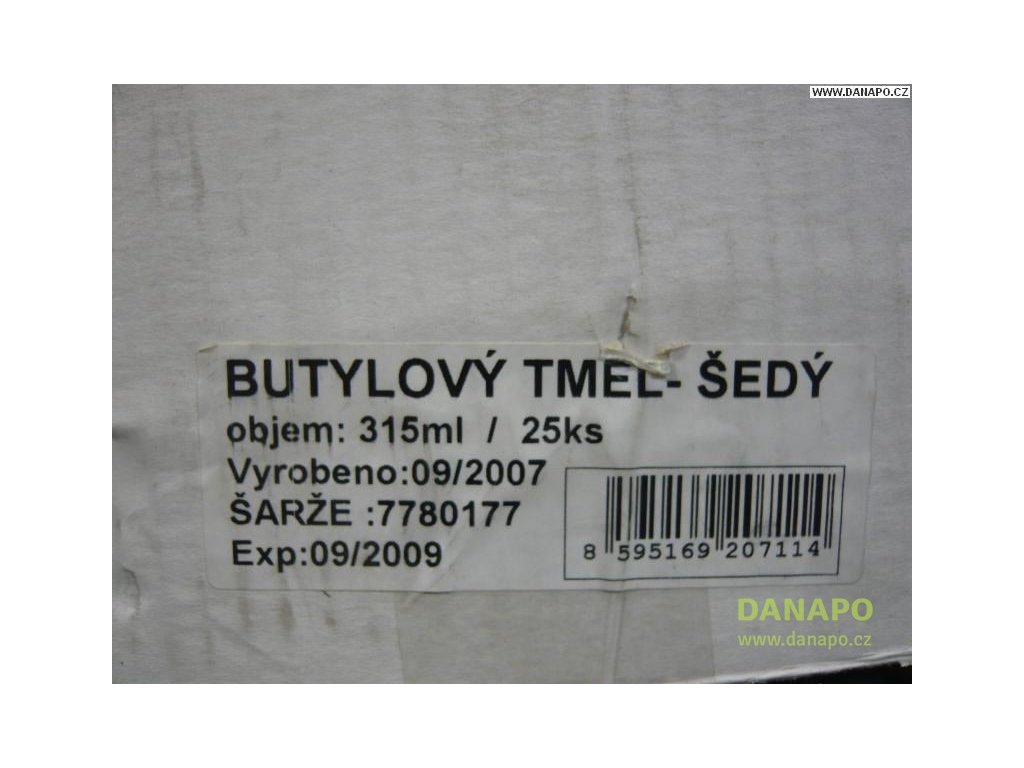 WWW.DANAPO.CZ
BUTYLOVÝ TMEL- ŠEDÝ
objem: 315ml / 25ks
Vyrobeno:09/2007
ŠARŽE :7780177
Exp:09/2009
8 595169 207114
DANAPO
www.danapo.cz